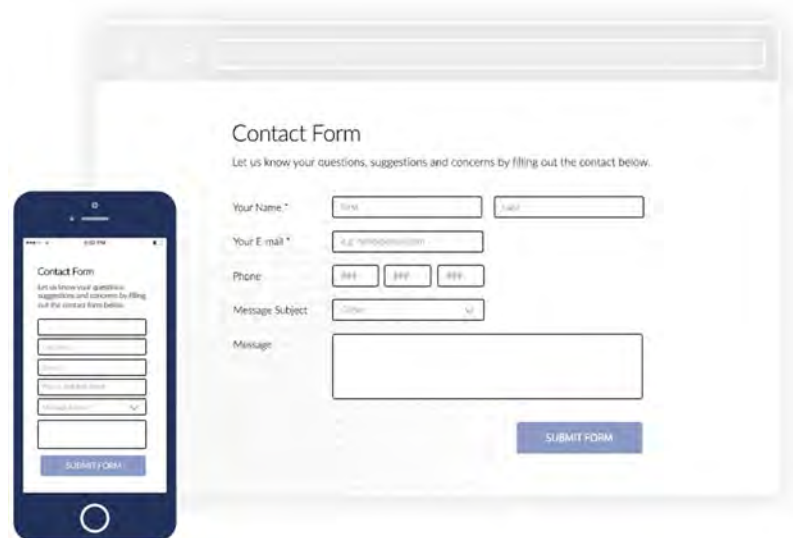 Contact Form
Let us know your questions, suggestions and concerns by filling out the contact below.
Your Name *
First
Last
Your E-mail *
Phone
### ### ###
Message Subject
Other
Message
SUBMIT FORM
Contact Form
Let us know your questions,
suggestions and concerns by filling
out the contact form below.
Message Subject
SUBMIT FORM